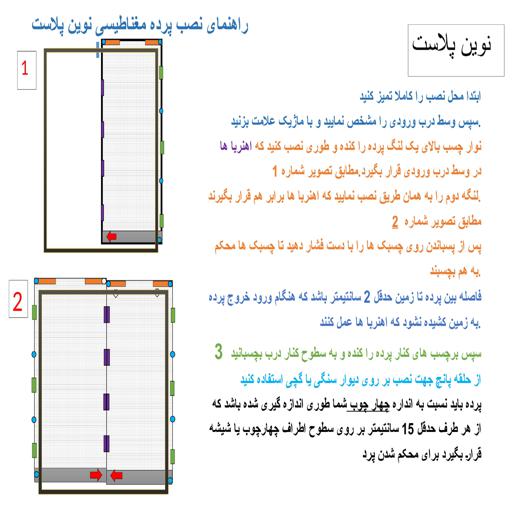 راهنمای نصب پرده مغناطیسی نوین پلاست
نوین پلاست
1
ابتدا محل نصب را کاملا تمیز کنید
.سپس وسط درب ورودی را مشخص نمایید و با ماژیک علامت بزنید
نوار چسب بالای یک لنگ پرده را کنده و طوری نصب کنید که اهنربا ها
در وسط درب ورودی قرار بگیرد.مطابق تصویر شماره 1
.لنگه دوم را به همان طریق نصب نمایید که اهنربا ها برابر هم قرار بگیرند
مطابق تصویر شماره 2
پس از پسباندن روی چسبک ها را با دست فشار دهید تا چسبک ها محکم
.به هم بچسبند
2
فاصله بین پرده تا زمین حدقل 2 سانتیمتر باشد که هنگام ورود خروج پرده
.به زمین کشیده نشود که اهنربا ها عمل کنند
سپس برچسب های کنار پرده را کنده و به سطوح کنار درب بچسبانید 3
از حلقه پانچ جهت نصب بر روی دیوار سنگی یا گچی استفاده کنید
پرده باید نسبت به انداره چهار چوب شما طوری اندازه گیری شده باشد که
از هر طرف حدقل 15 سانتیمتر بر روی سطوح اطراف چهارچوب یا شیشه
قرار بگیرد برای محکم شدن پرد